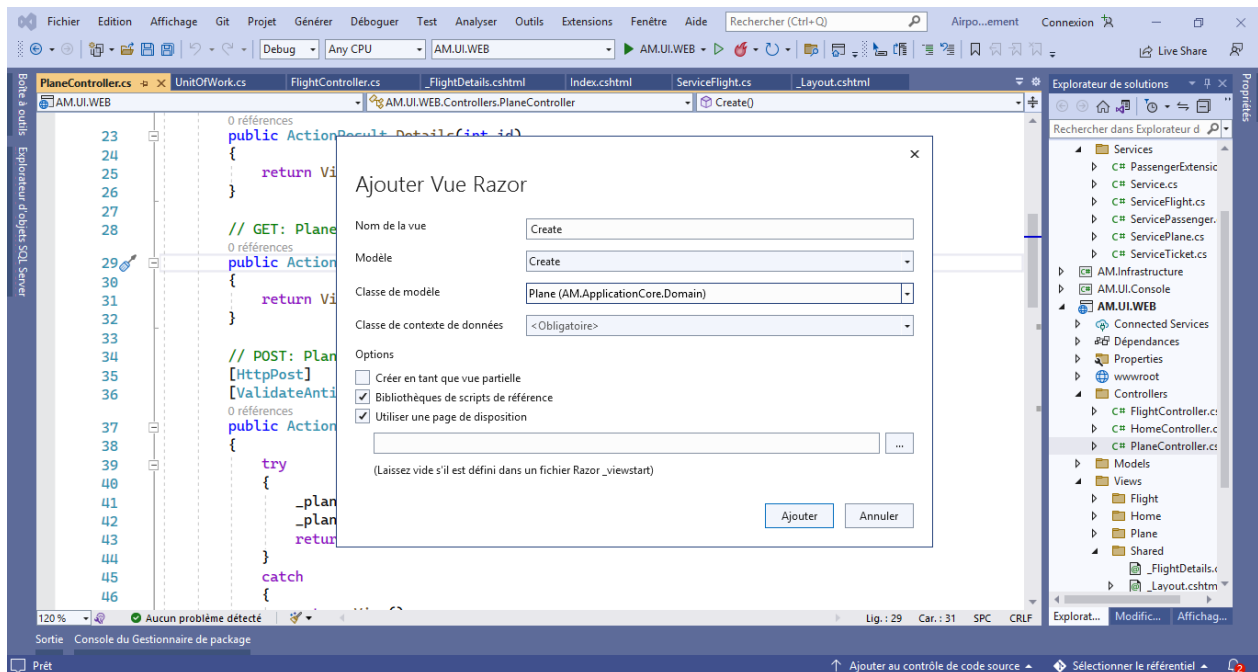 Fichier Edition Affichage Git Projet Générer Déboguer Test Analyser Outils Extensions Fenêtre Aide Rechercher (Ctrl+Q) Airpo...ement Connexion
Debug Any CPU AM.UI.WEB AM.UI.WEB Live Share
PlaneController.cs UnitOfWork.cs FlightController.cs _FlightDetails.cshtml Index.cshtml ServiceFlight.cs _Layout.cshtml
AM.UI.WEB AM.UI.WEB.Controllers.PlaneController Create()
Boîte à outils
Explorateur d'objets SQL Server
0 références
23 public ActionResult Details(int id)
24 {
25 return Vi
26 }
27
28 // GET: Plane
0 références
29 public Action
30 {
31 return Vi
32 }
33
34 // POST: Plan
35 [HttpPost]
36 [ValidateAnti
0 références
37 public Action
38 {
39 try
40 {
41 _plan
42 _plan
43 retur
44 }
45 catch
46 {
Ajouter Vue Razor
Nom de la vue Create
Modèle Create
Classe de modèle Plane (AM.ApplicationCore.Domain)
Classe de contexte de données <Obligatoire>
Options
Créer en tant que vue partielle
Bibliothèques de scripts de référence
Utiliser une page de disposition
...
(Laissez vide s'il est défini dans un fichier Razor _viewstart)
Ajouter Annuler
Explorateur de solutions
Rechercher dans Explorateur d
Services
C# PassengerExtensic
C# Service.cs
C# ServiceFlight.cs
C# ServicePassenger.
C# ServicePlane.cs
C# ServiceTicket.cs
AM.Infrastructure
AM.UI.Console
AM.UI.WEB
Connected Services
Dépendances
Properties
wwwroot
Controllers
C# FlightController.cs
C# HomeController.c
C# PlaneController.cs
Models
Views
Flight
Home
Plane
Shared
_FlightDetails.c
_Layout.cshtm
Explorat... Modific... Affichag...
Propriétés
120 % Aucun problème détecté Lig. : 29 Car. : 31 SPC CRLF
Sortie Console du Gestionnaire de package
Prêt Ajouter au contrôle de code source Sélectionner le référentiel 2